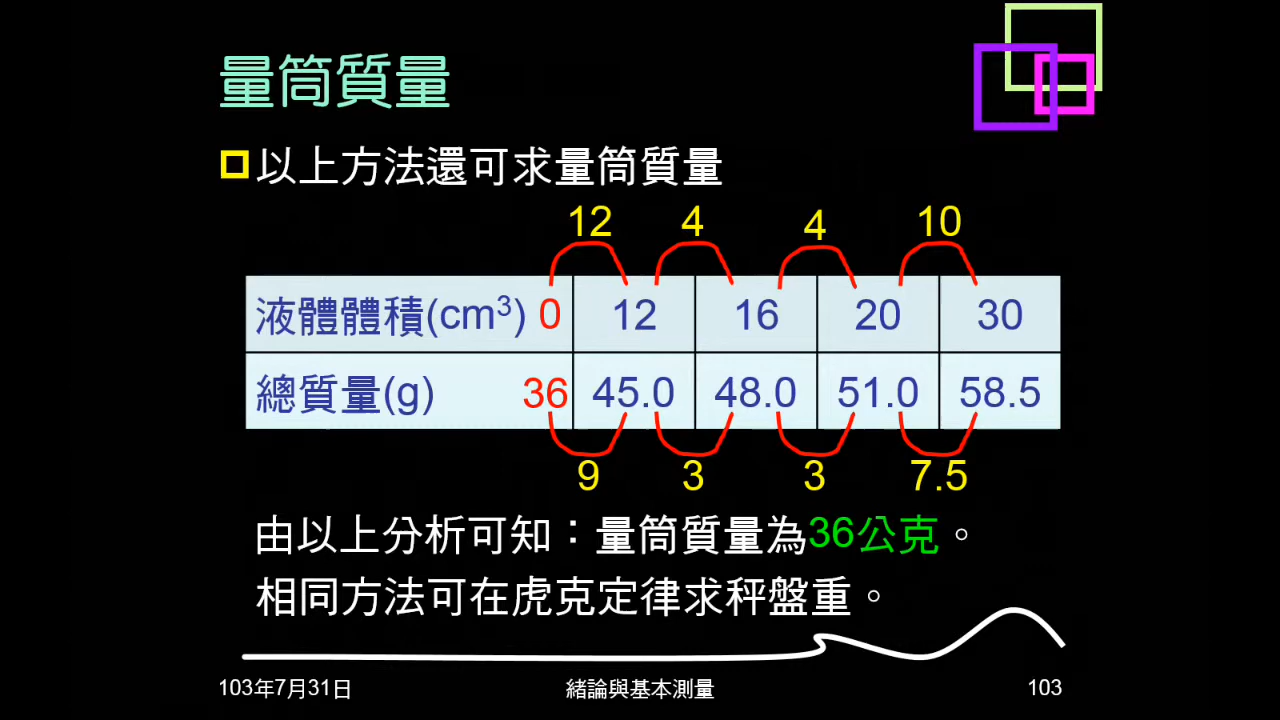 量筒質量
以上方法還可求量筒質量
12 4 4 10
液體體積(cm³) 0 12 16 20 30
總質量(g) 36 45.0 48.0 51.0 58.5
9 3 3 7.5
由以上分析可知：量筒質量為36公克。
相同方法可在虎克定律求秤盤重。
103年7月31日 緒論與基本測量 103